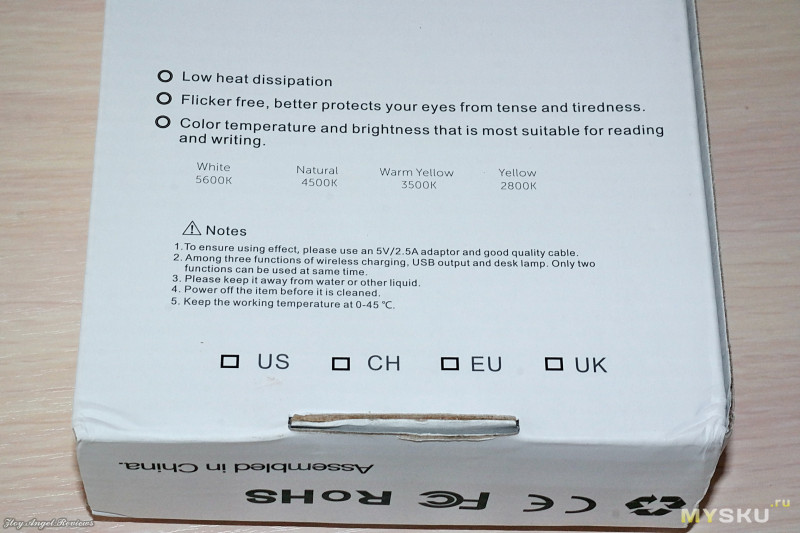 Low heat dissipation
Flicker free, better protects your eyes from tense and tiredness.
Color temperature and brightness that is most suitable for reading
and writing.
White Natural Warm Yellow Yellow
5600K 4500K 3500K 2800K
Notes
1.To ensure using effect, please use an 5V/2.5A adaptor and good quality cable.
2. Among three functions of wireless charging, USB output and desk lamp. Only two
functions can be used at same time.
3. Please keep it away from water or other liquid.
4. Power off the item before it is cleaned.
5. Keep the working temperature at 0-45 ℃.
US CH EU UK
Assembled in China.
CE FC RoHS
Zloy Angel Reviews
MYSKU.ru